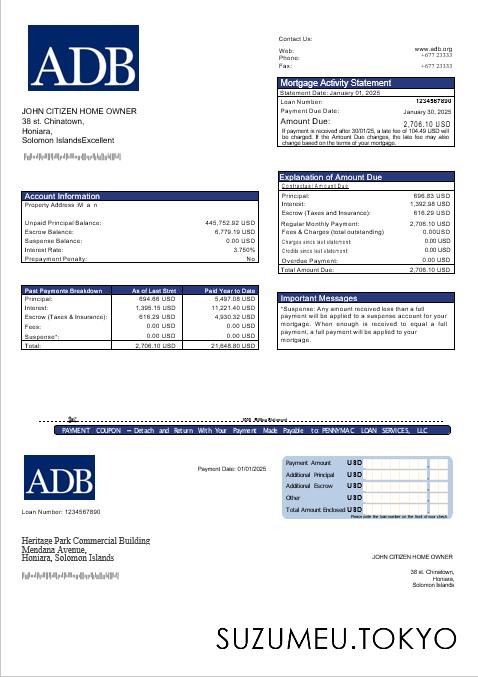 ADB
Contact Us:
Web: www.adb.org
Phone: +677 23333
Fax: +677 23333
Mortgage Activity Statement
Statement Date: January 01, 2025
Loan Number: 1234567890
Payment Due Date: January 30, 2025
Amount Due: 2,706.10 USD
If payment is received after 30/01/25, a late fee of 104.49 USD will
be charged. If the Amount Due changes, the late fee may also
change based on the terms of your mortgage.
JOHN CITIZEN HOME OWNER
38 st. Chinatown,
Honiara,
Solomon IslandsExcellent
Account Information
Property Address :M a n
Unpaid Principal Balance: 445,752.92 USD
Escrow Balance: 6,779.19 USD
Suspense Balance: 0.00 USD
Interest Rate: 3.750%
Prepayment Penalty: No
Explanation of Amount Due
Contractual Amount Due
Principal: 696.83 USD
Interest: 1,392.98 USD
Escrow (Taxes and Insurance): 616.29 USD
Regular Monthly Payment: 2,706.10 USD
Fees & Charges (total outstanding) 0.00USD
Charges since last statement: 0.00 USD
Credits since last statement: 0.00 USD
Overdue Payment: 0.00 USD
Total Amount Due: 2,706.10 USD
Past Payments Breakdown As of Last Stmt Paid Year to Date
Principal: 694.66 USD 5,497.08 USD
Interest: 1,395.15 USD 11,221.40 USD
Escrow (Taxes & Insurance): 616.29 USD 4,930.32 USD
Fees: 0.00 USD 0.00 USD
Suspense*: 0.00 USD 0.00 USD
Total: 2,706.10 USD 21,648.80 USD
Important Messages
*Suspense: Any amount received less than a full
payment will be applied to a suspense account for your
mortgage. When enough is received to equal a full
payment, a full payment will be applied to your
mortgage.
PAYMENT COUPON – Detach and Return With Your Payment Made Payable to: PENNYMAC LOAN SERVICES, LLC
ADB
Payment Date: 01/01/2025
Loan Number: 1234567890
Payment Amount USD
Additional Principal USD
Additional Escrow USD
Other USD
Total Amount Enclosed USD
Please write the loan number on the front of your check
Heritage Park Commercial Building
Mendana Avenue,
Honiara, Solomon Islands
JOHN CITIZEN HOME OWNER
38 st. Chinatown,
Honiara,
Solomon Islands
SUZUMEU.TOKYO